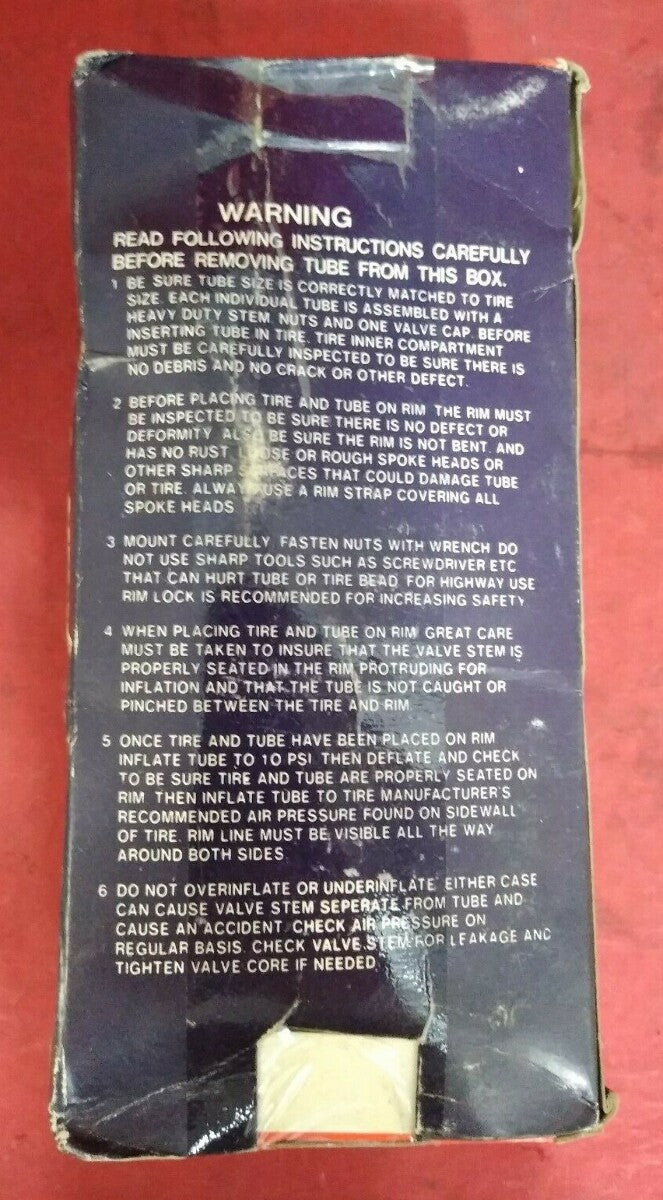 WARNING
READ FOLLOWING INSTRUCTIONS CAREFULLY
BEFORE REMOVING TUBE FROM THIS BOX.
1 BE SURE TUBE SIZE IS CORRECTLY MATCHED TO TIRE
SIZE. EACH INDIVIDUAL TUBE IS ASSEMBLED WITH A
HEAVY DUTY STEM, NUTS AND ONE VALVE CAP. BEFORE
INSERTING TUBE IN TIRE, TIRE INNER COMPARTMENT
MUST BE CAREFULLY INSPECTED TO BE SURE THERE IS
NO DEBRIS AND NO CRACK OR OTHER DEFECT.
2 BEFORE PLACING TIRE AND TUBE ON RIM THE RIM MUST
BE INSPECTED TO BE SURE THERE IS NO DEFECT OR
DEFORMITY. ALSO BE SURE THE RIM IS NOT BENT. AND
HAS NO RUST, LOOSE OR ROUGH SPOKE HEADS OR
OTHER SHARP SURFACES THAT COULD DAMAGE TUBE
OR TIRE. ALWAYS USE A RIM STRAP COVERING ALL
SPOKE HEADS
3 MOUNT CAREFULLY. FASTEN NUTS WITH WRENCH DO
NOT USE SHARP TOOLS SUCH AS SCREWDRIVER ETC
THAT CAN HURT TUBE OR TIRE BEAD. FOR HIGHWAY USE
RIM LOCK IS RECOMMENDED FOR INCREASING SAFETY
4 WHEN PLACING TIRE AND TUBE ON RIM, GREAT CARE
MUST BE TAKEN TO INSURE THAT THE VALVE STEM IS
PROPERLY SEATED IN THE RIM PROTRUDING FOR
INFLATION AND THAT THE TUBE IS NOT CAUGHT OR
PINCHED BETWEEN THE TIRE AND RIM
5 ONCE TIRE AND TUBE HAVE BEEN PLACED ON RIM
INFLATE TUBE TO 10 PSI, THEN DEFLATE AND CHECK
TO BE SURE TIRE AND TUBE ARE PROPERLY SEATED ON
RIM THEN INFLATE TUBE TO TIRE MANUFACTURER'S
RECOMMENDED AIR PRESSURE FOUND ON SIDEWALL
OF TIRE. RIM LINE MUST BE VISIBLE ALL THE WAY
AROUND BOTH SIDES
6 DO NOT OVERINFLATE OR UNDERINFLATE EITHER CASE
CAN CAUSE VALVE STEM SEPERATE FROM TUBE AND
CAUSE AN ACCIDENT. CHECK AIR PRESSURE ON
REGULAR BASIS. CHECK VALVE STEM FOR LEAKAGE AND
TIGHTEN VALVE CORE IF NEEDED